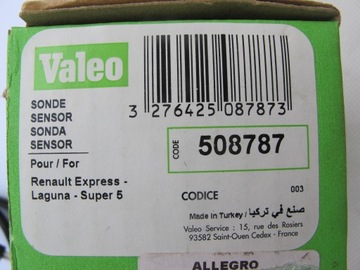 Valeo
SONDE
SENSOR
SONDA
SENSOR
Pour / For
Renault Express -
Laguna - Super 5
3 276425 087873
CODE
508787
CODICE
003
Made in Turkey / صنع في تركيا
Valeo Service : 15, rue des Rosiers
93582 Saint-Ouen Cedex - France
ALLEGRO